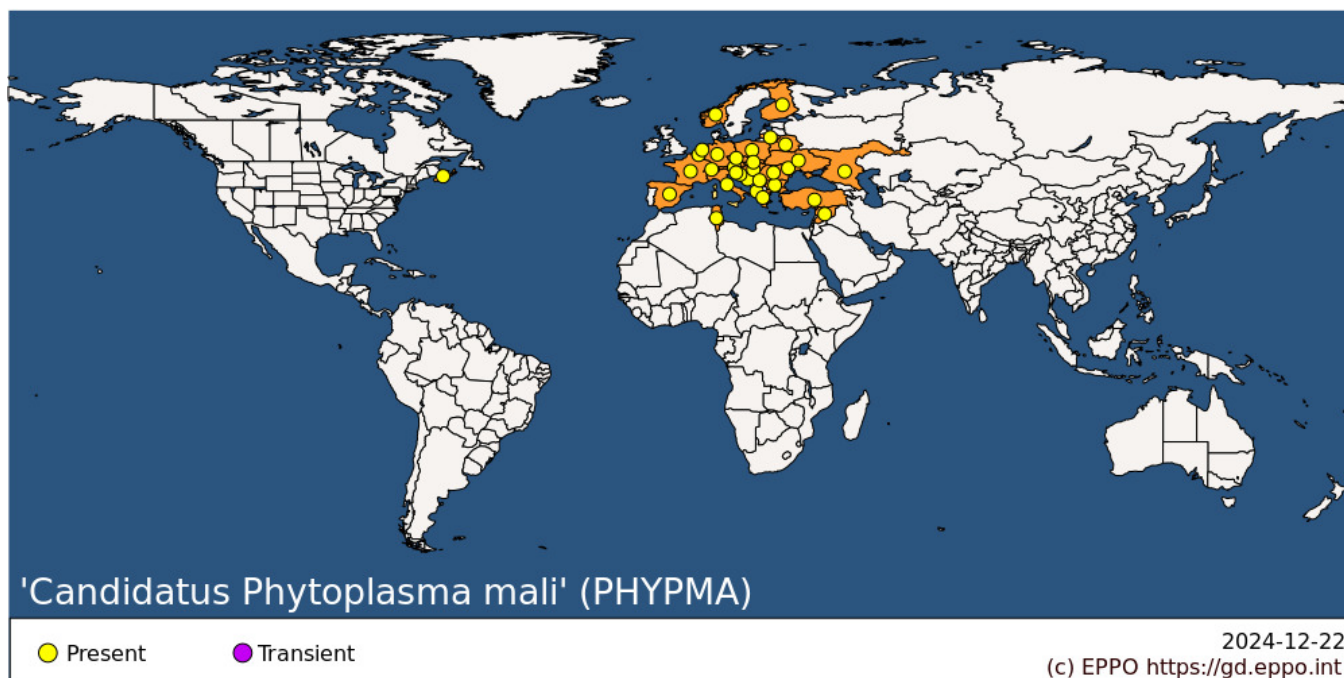 'Candidatus Phytoplasma mali' (PHYPMA)
Present
Transient
2024-12-22
(c) EPPO https://gd.eppo.int